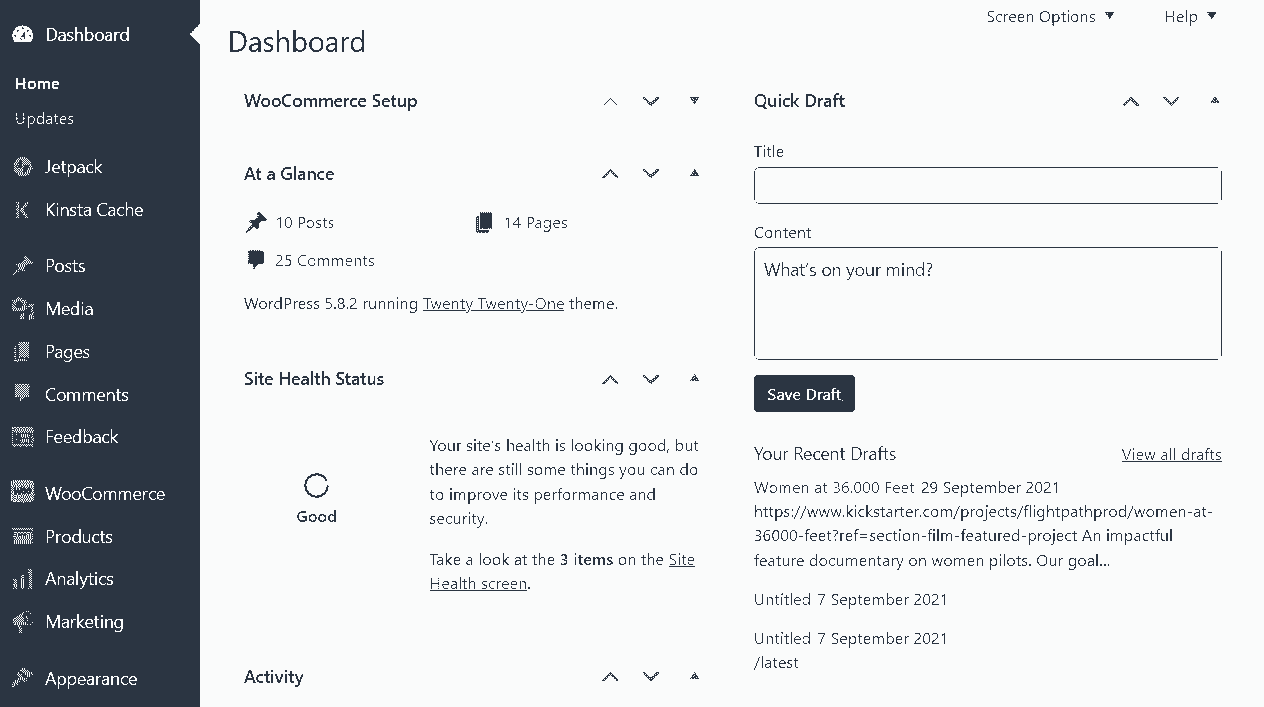 Dashboard
Home
Updates
Jetpack
Kinsta Cache
Posts
Media
Pages
Comments
Feedback
WooCommerce
Products
Analytics
Marketing
Appearance
Screen Options
Help
Dashboard
WooCommerce Setup
At a Glance
10 Posts
14 Pages
25 Comments
WordPress 5.8.2 running Twenty Twenty-One theme.
Site Health Status
Good
Your site's health is looking good, but
there are still some things you can do
to improve its performance and
security.
Take a look at the 3 items on the Site
Health screen.
Activity
Quick Draft
Title
Content
What's on your mind?
Save Draft
Your Recent Drafts
View all drafts
Women at 36.000 Feet 29 September 2021
https://www.kickstarter.com/projects/flightpathprod/women-at-
36000-feet?ref=section-film-featured-project An impactful
feature documentary on women pilots. Our goal…
Untitled 7 September 2021
Untitled 7 September 2021
/latest